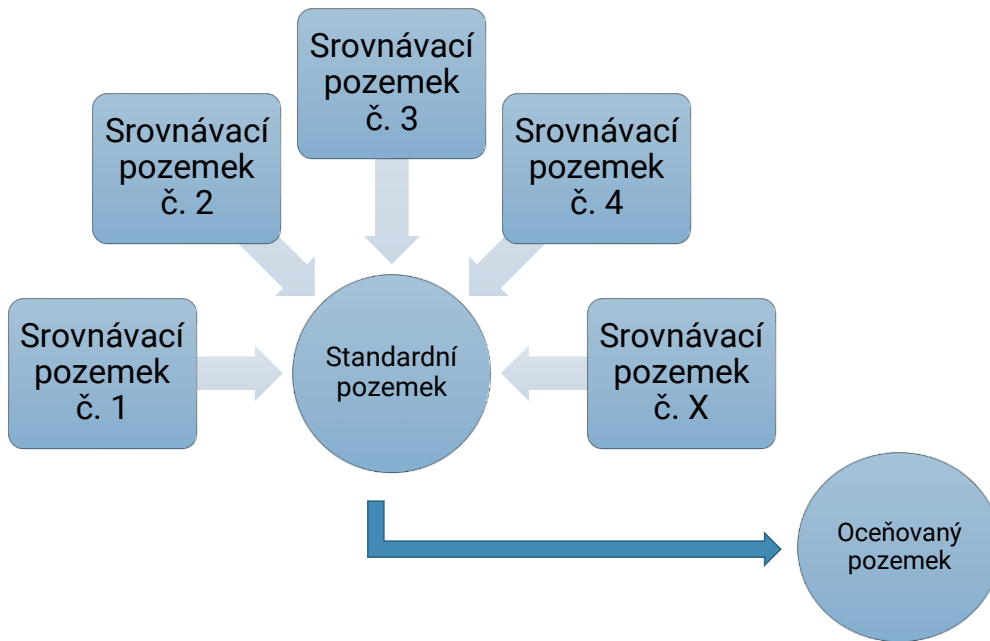 Srovnávací
pozemek
č. 3
Srovnávací
pozemek
č. 2
Srovnávací
pozemek
č. 4
Srovnávací
pozemek
č. 1
Standardní
pozemek
Srovnávací
pozemek
č. X
Oceňovaný
pozemek